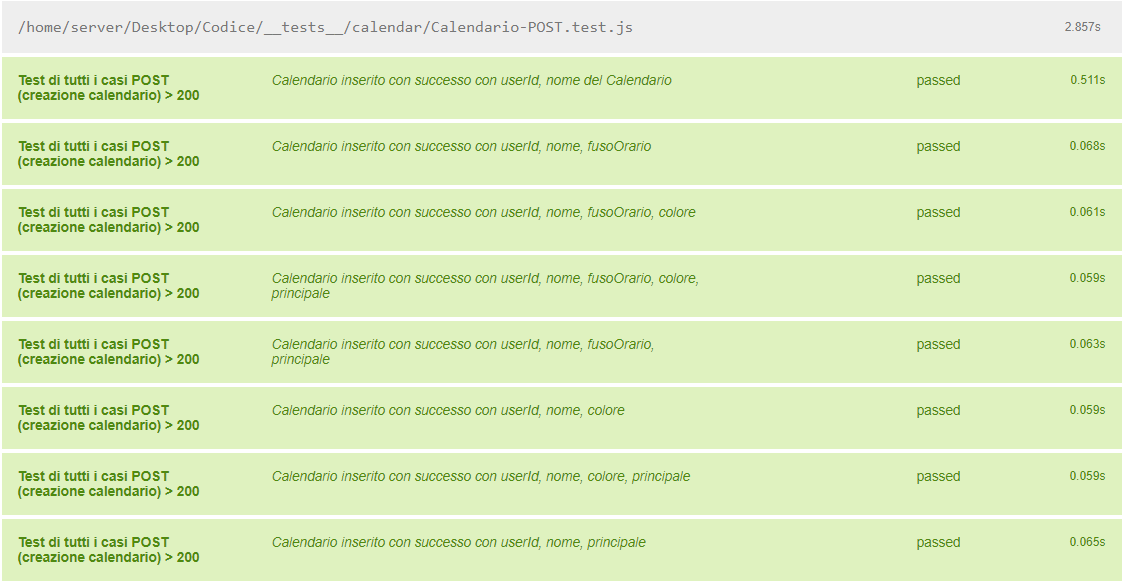 /home/server/Desktop/Codice/__tests__/calendar/Calendario-POST.test.js 2.857s
Test di tutti i casi POST (creazione calendario) > 200 Calendario inserito con successo con userId, nome del Calendario passed 0.511s
Test di tutti i casi POST (creazione calendario) > 200 Calendario inserito con successo con userId, nome, fusoOrario passed 0.068s
Test di tutti i casi POST (creazione calendario) > 200 Calendario inserito con successo con userId, nome, fusoOrario, colore passed 0.061s
Test di tutti i casi POST (creazione calendario) > 200 Calendario inserito con successo con userId, nome, fusoOrario, colore, principale passed 0.059s
Test di tutti i casi POST (creazione calendario) > 200 Calendario inserito con successo con userId, nome, fusoOrario, principale passed 0.063s
Test di tutti i casi POST (creazione calendario) > 200 Calendario inserito con successo con userId, nome, colore passed 0.059s
Test di tutti i casi POST (creazione calendario) > 200 Calendario inserito con successo con userId, nome, colore, principale passed 0.059s
Test di tutti i casi POST (creazione calendario) > 200 Calendario inserito con successo con userId, nome, principale passed 0.065s